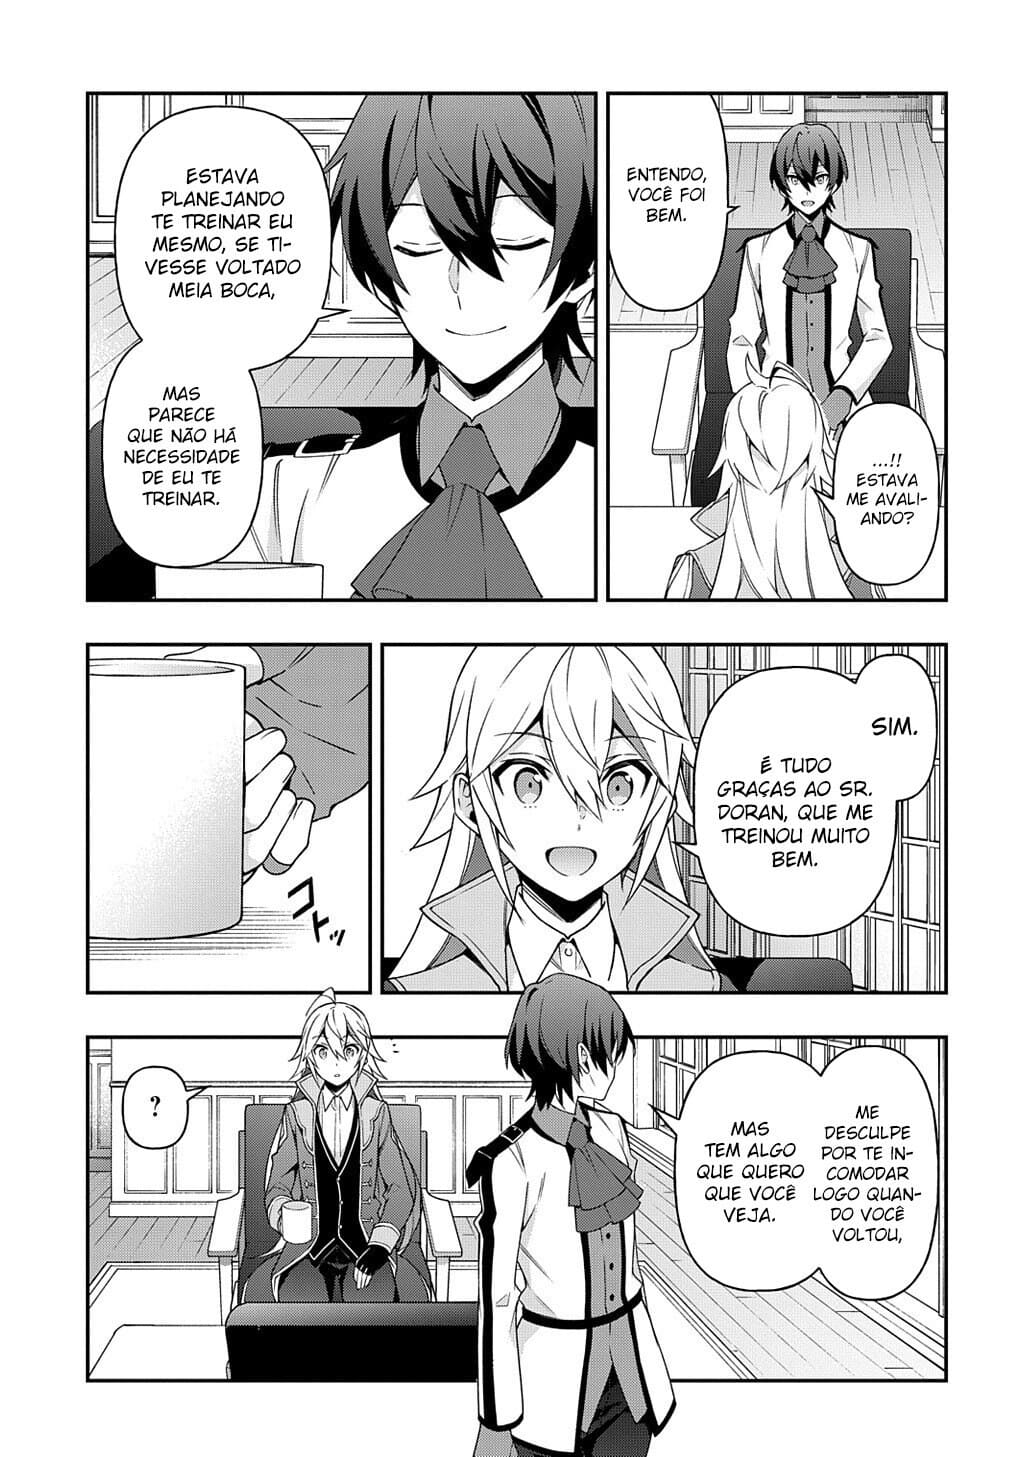 ENTENDO,
VOCÊ FOI
BEM.
...!!
ESTAVA
ME AVALI-
ANDO?
ESTAVA
PLANEJANDO
TE TREINAR EU
MESMO, SE TI-
VESSE VOLTADO
MEIA BOCA,
MAS
PARECE
QUE NÃO HÁ
NECESSIDADE
DE EU TE
TREINAR.
SIM.
É TUDO
GRAÇAS AO SR.
DORAN, QUE ME
TREINOU MUITO
BEM.
コトッ
ME
DESCULPE
POR TE IN-
COMODAR
LOGO QUAN-
DO VOCÊ
VOLTOU,
MAS
TEM ALGO
QUE QUERO
QUE VOCÊ
VEJA.
?